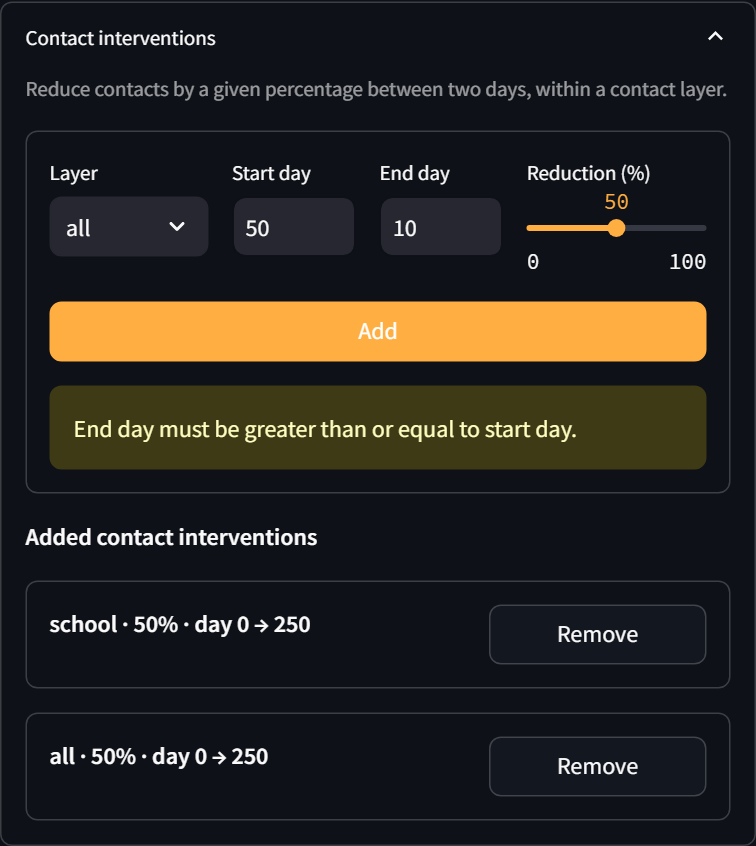 Contact interventions
Reduce contacts by a given percentage between two days, within a contact layer.
Layer
Start day
End day
Reduction (%)
all
50
10
50
0
100
Add
End day must be greater than or equal to start day.
Added contact interventions
school · 50% · day 0 → 250
Remove
all · 50% · day 0 → 250
Remove